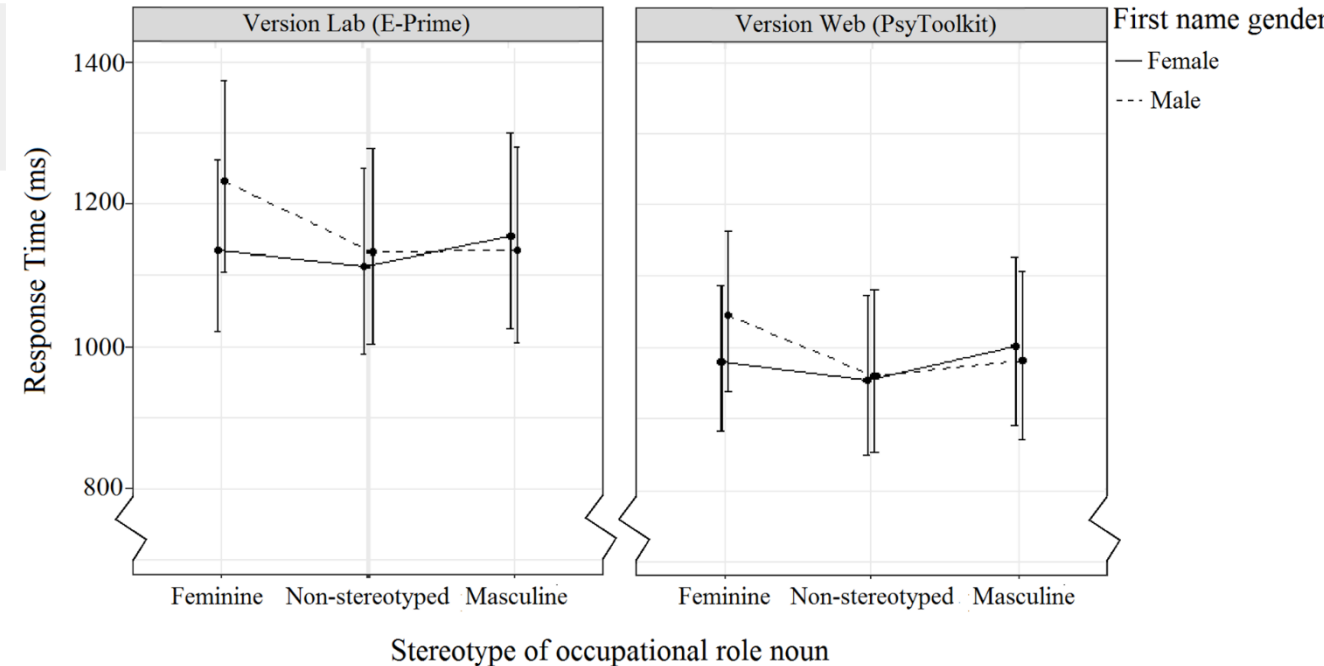 Version Lab (E-Prime)
Version Web (PsyToolkit)
First name gender
Female
Male
Response Time (ms)
1400
1200
1000
800
Feminine Non-stereotyped Masculine
Feminine Non-stereotyped Masculine
Stereotype of occupational role noun